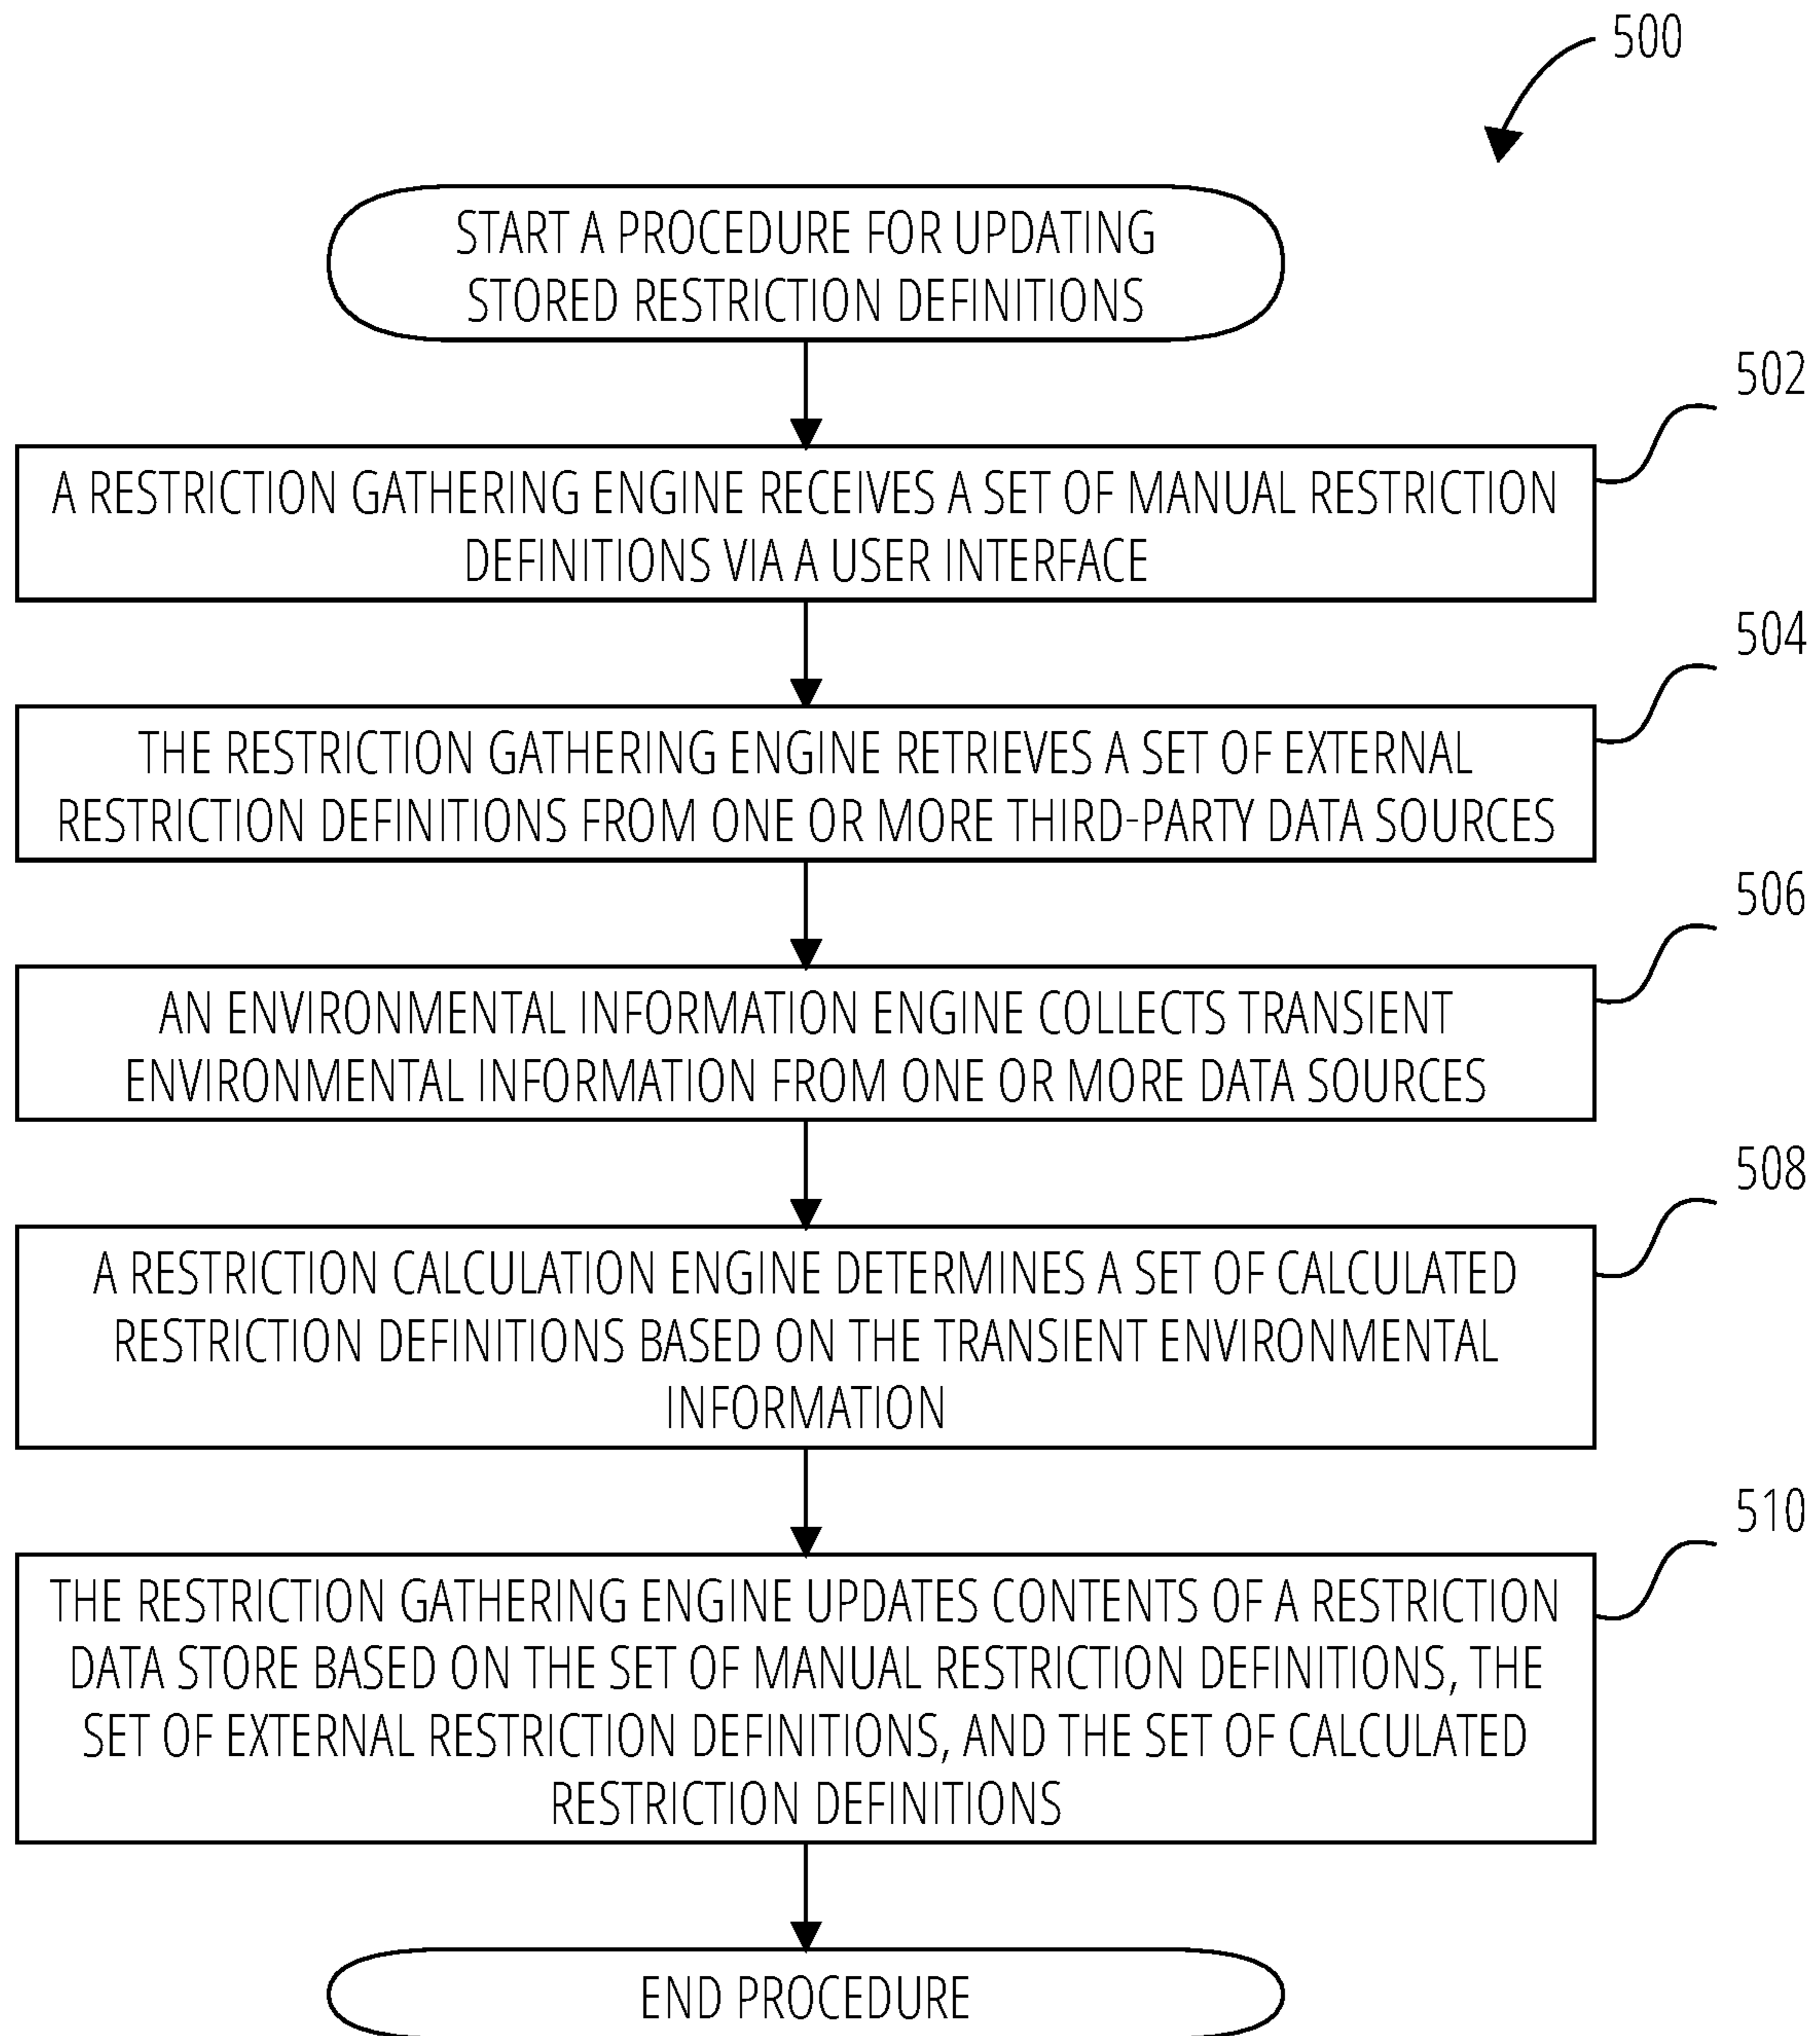 500
START A PROCEDURE FOR UPDATING
STORED RESTRICTION DEFINITIONS
502
A RESTRICTION GATHERING ENGINE RECEIVES A SET OF MANUAL RESTRICTION
DEFINITIONS VIA A USER INTERFACE
504
THE RESTRICTION GATHERING ENGINE RETRIEVES A SET OF EXTERNAL
RESTRICTION DEFINITIONS FROM ONE OR MORE THIRD-PARTY DATA SOURCES
506
AN ENVIRONMENTAL INFORMATION ENGINE COLLECTS TRANSIENT
ENVIRONMENTAL INFORMATION FROM ONE OR MORE DATA SOURCES
508
A RESTRICTION CALCULATION ENGINE DETERMINES A SET OF CALCULATED
RESTRICTION DEFINITIONS BASED ON THE TRANSIENT ENVIRONMENTAL
INFORMATION
510
THE RESTRICTION GATHERING ENGINE UPDATES CONTENTS OF A RESTRICTION
DATA STORE BASED ON THE SET OF MANUAL RESTRICTION DEFINITIONS, THE
SET OF EXTERNAL RESTRICTION DEFINITIONS, AND THE SET OF CALCULATED
RESTRICTION DEFINITIONS
END PROCEDURE